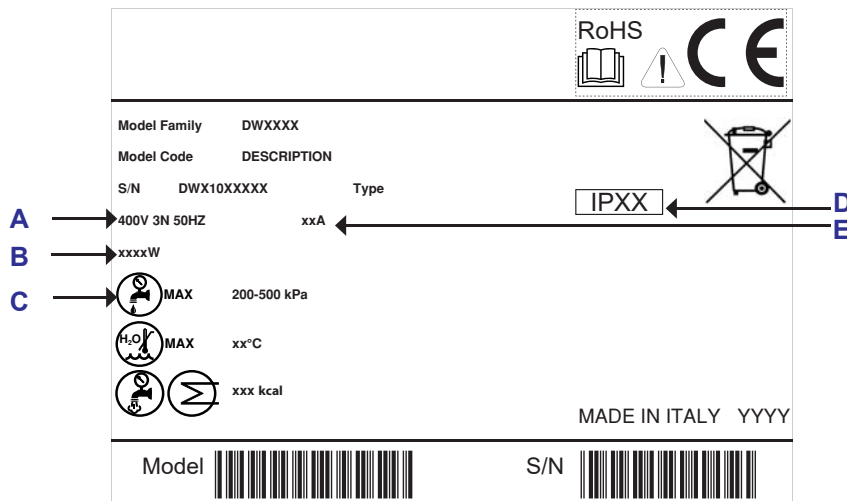 RoHS
CE
Model Family DWXXXX
Model Code DESCRIPTION
S/N DWX10XXXXX Type
IPXX
D
A 400V 3N 50HZ xxA
E
B xxxxW
C MAX 200-500 kPa
H₂O MAX xx°C
xxx kcal
MADE IN ITALY YYYY
Model S/N